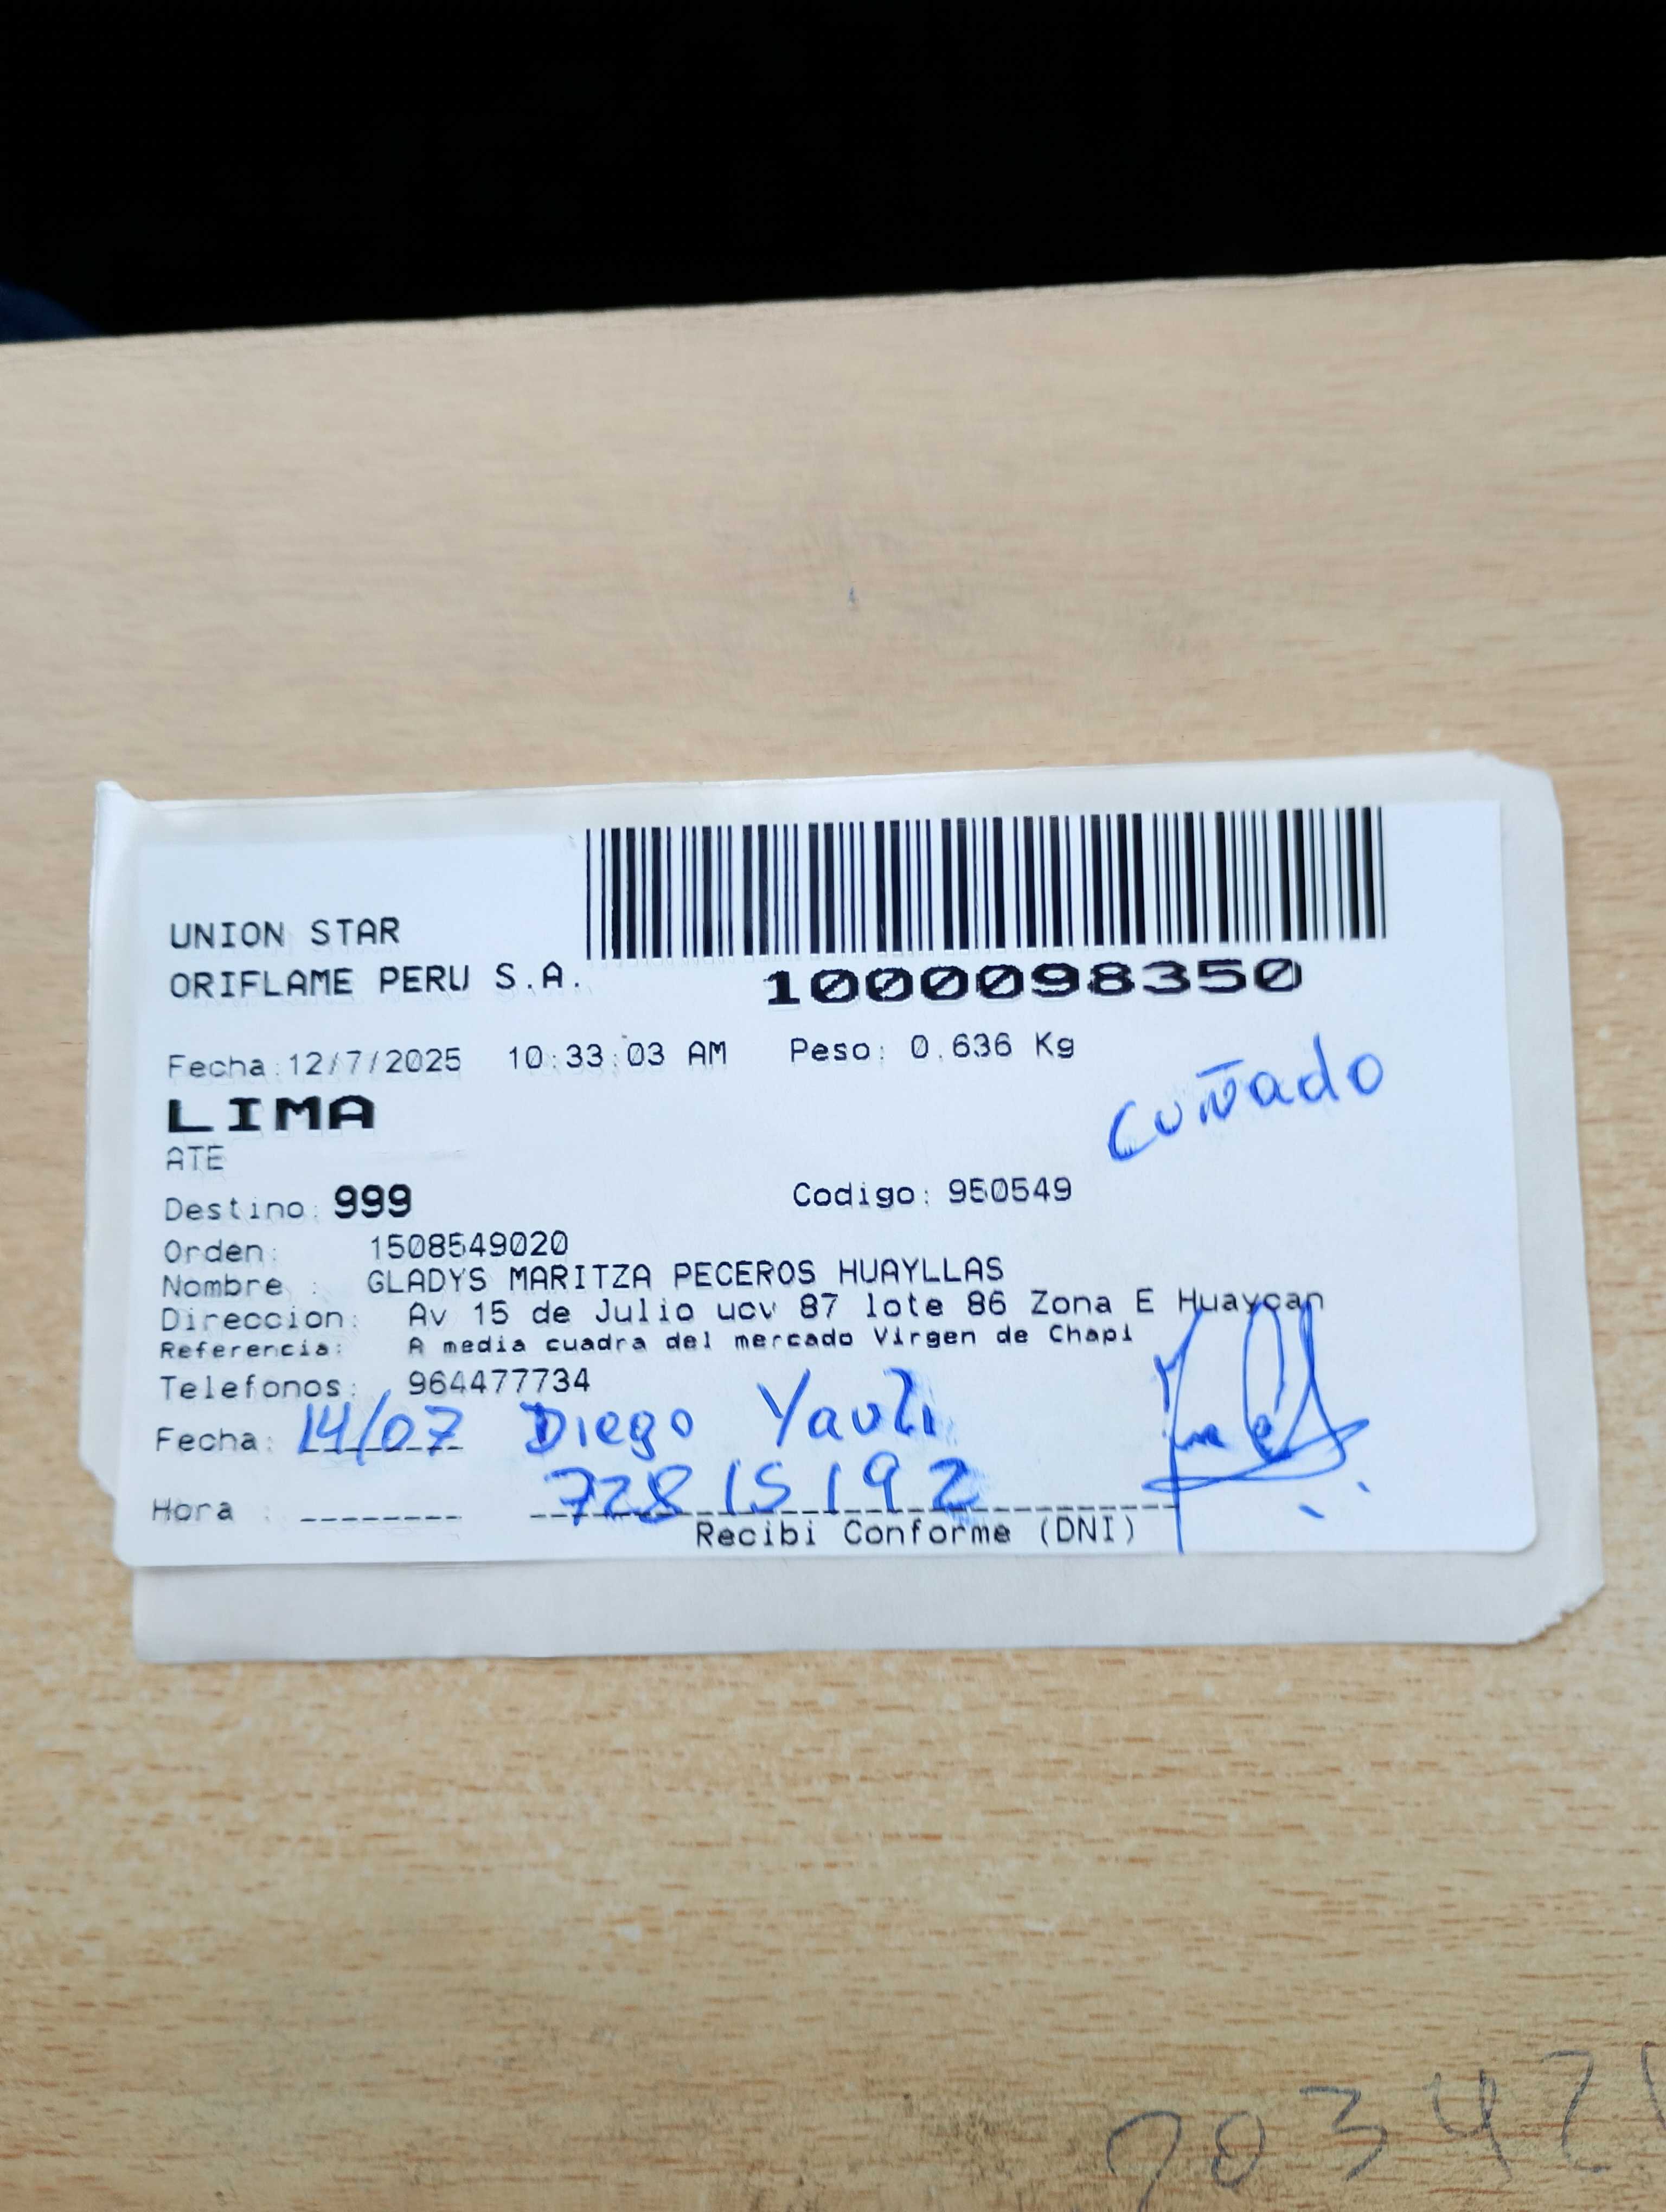 UNION STAR
ORIFLAME PERU S.A.
1000098350
Fecha:12/7/2025 10:33:03 AM Peso: 0.636 Kg
cuñado
LIMA
ATE
Destino: 999 Codigo: 950549
Orden: 1508549020
Nombre : GLADYS MARITZA PECEROS HUAYLLAS
Direccion: Av 15 de Julio ucv 87 lote 86 Zona E Huaycan
Referencia: A media cuadra del mercado Virgen de Chapi
Telefonos: 964477734
Fecha: 14/07 Diego Yauli
72815192
Hora :
Recibi Conforme (DNI)